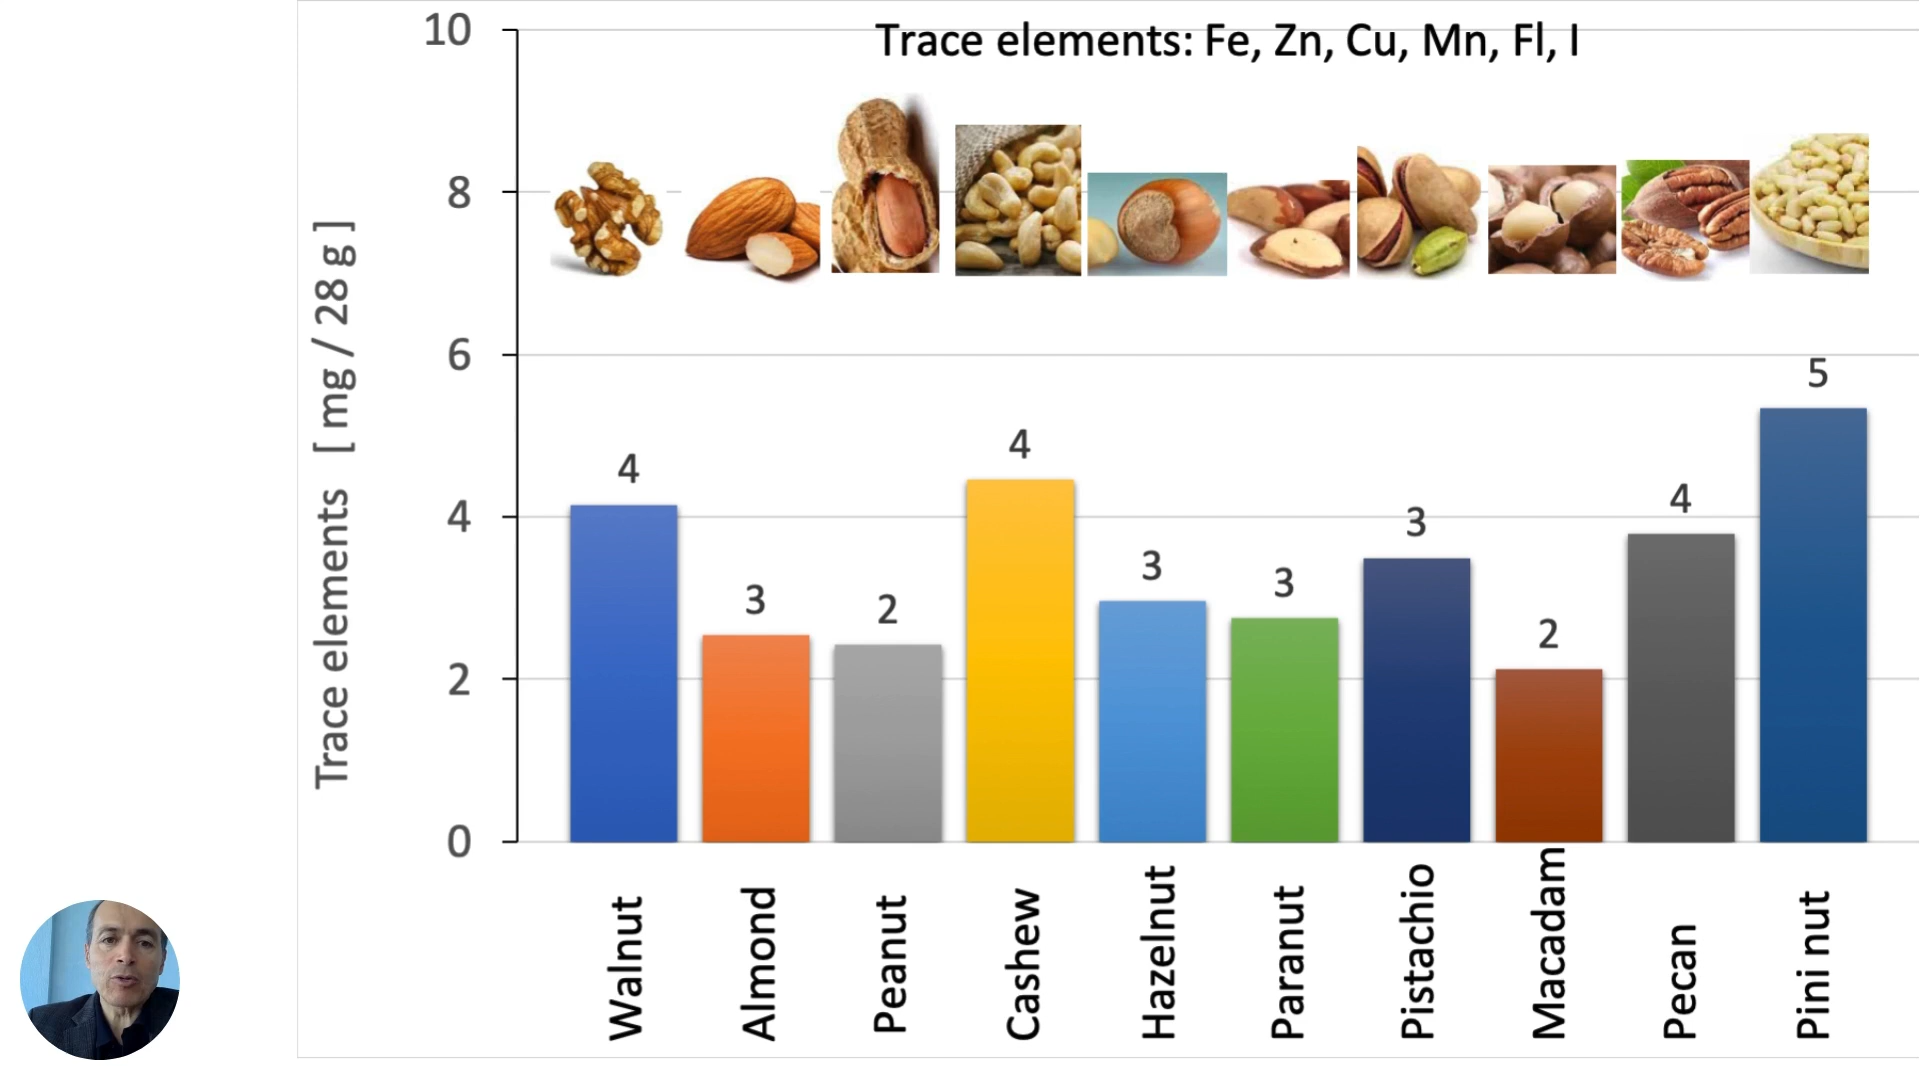 Trace elements: Fe, Zn, Cu, Mn, Fl, I
Trace elements [ mg / 28 g ]
10
8
6
4
2
0
4
3
2
4
3
3
3
2
4
5
Walnut
Almond
Peanut
Cashew
Hazelnut
Paranut
Pistachio
Macadam
Pecan
Pini nut